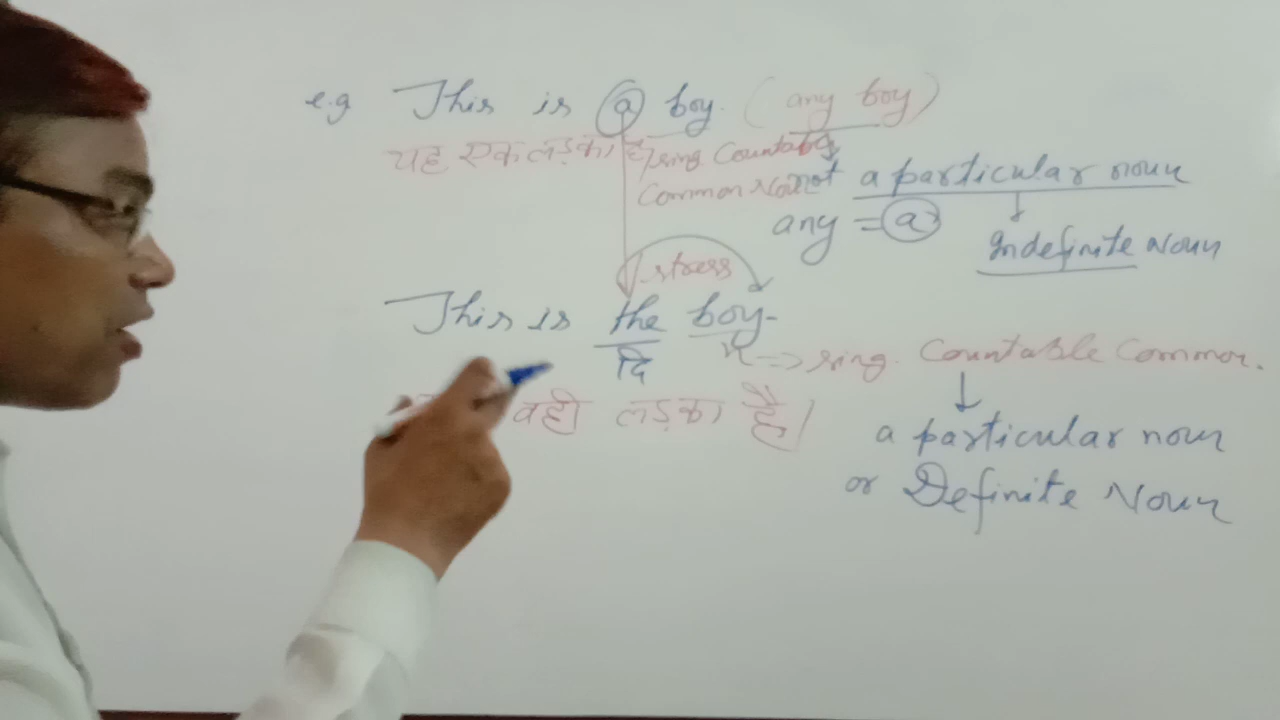 e.g This is a boy. (any boy)
यह एक लड़का है sing. Countable
Common Noun not a particular noun
any = a
Indefinite Noun
stress
This is the boy-
दि => sing. Countable Common.
वही लड़का है।
a particular noun
or Definite Noun